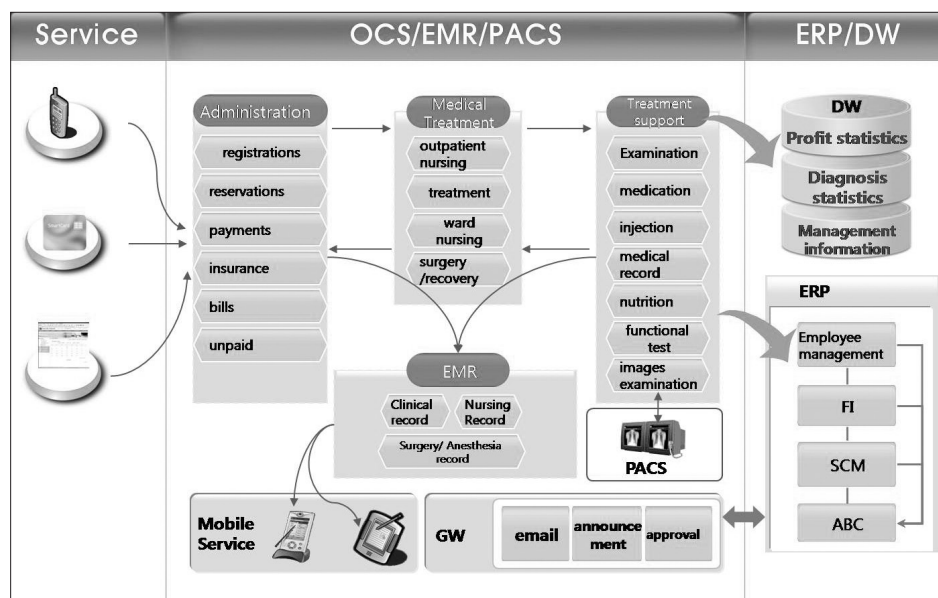 Service
OCS/EMR/PACS
ERP/DW
Administration
registrations
reservations
payments
insurance
bills
unpaid
Medical
Treatment
outpatient
nursing
treatment
ward
nursing
surgery
/recovery
Treatment
support
Examination
medication
injection
medical
record
nutrition
functional
test
images
examination
EMR
Clinical
record
Nursing
Record
Surgery/ Anesthesia
record
PACS
Mobile
Service
GW
email
announce
ment
approval
DW
Profit statistics
Diagnosis
statistics
Management
information
ERP
Employee
management
FI
SCM
ABC